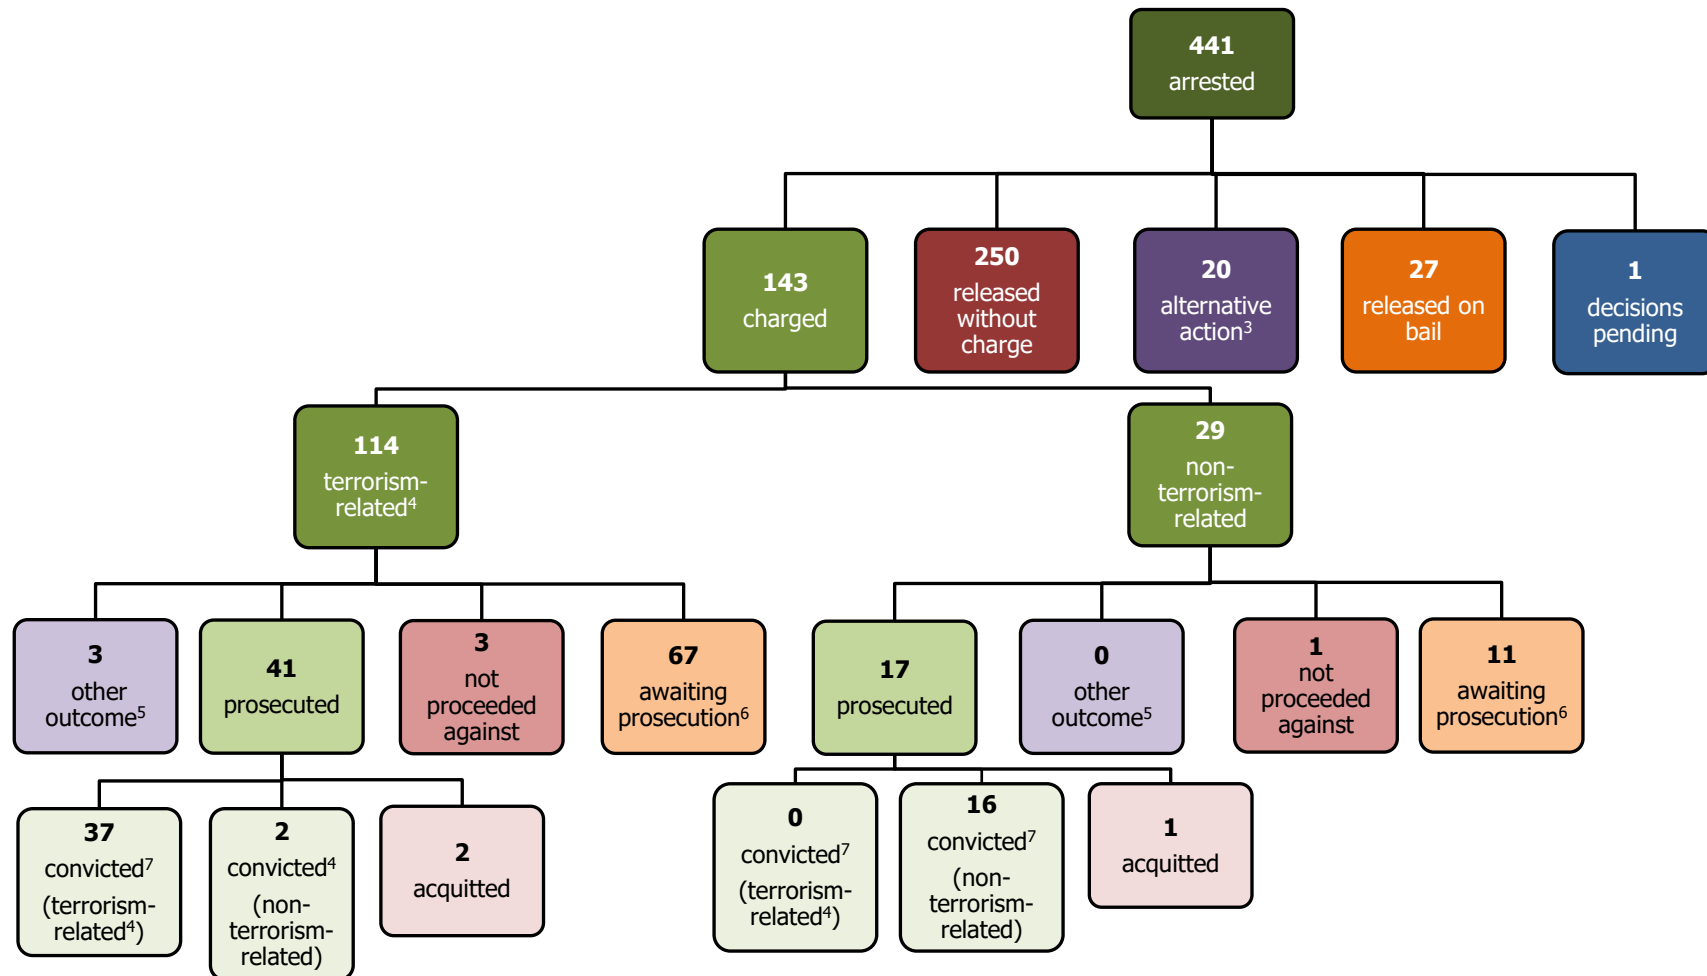 441
arrested
143
charged
250
released
without
charge
20
alternative
action³
27
released on
bail
1
decisions
pending
114
terrorism-
related⁴
29
non-
terrorism-
related
3
other
outcome⁵
41
prosecuted
3
not
proceeded
against
67
awaiting
prosecution⁶
17
prosecuted
0
other
outcome⁵
1
not
proceeded
against
11
awaiting
prosecution⁶
37
convicted⁷
(terrorism-
related⁴)
2
convicted⁴
(non-
terrorism-
related)
2
acquitted
0
convicted⁷
(terrorism-
related⁴)
16
convicted⁷
(non-
terrorism-
related)
1
acquitted